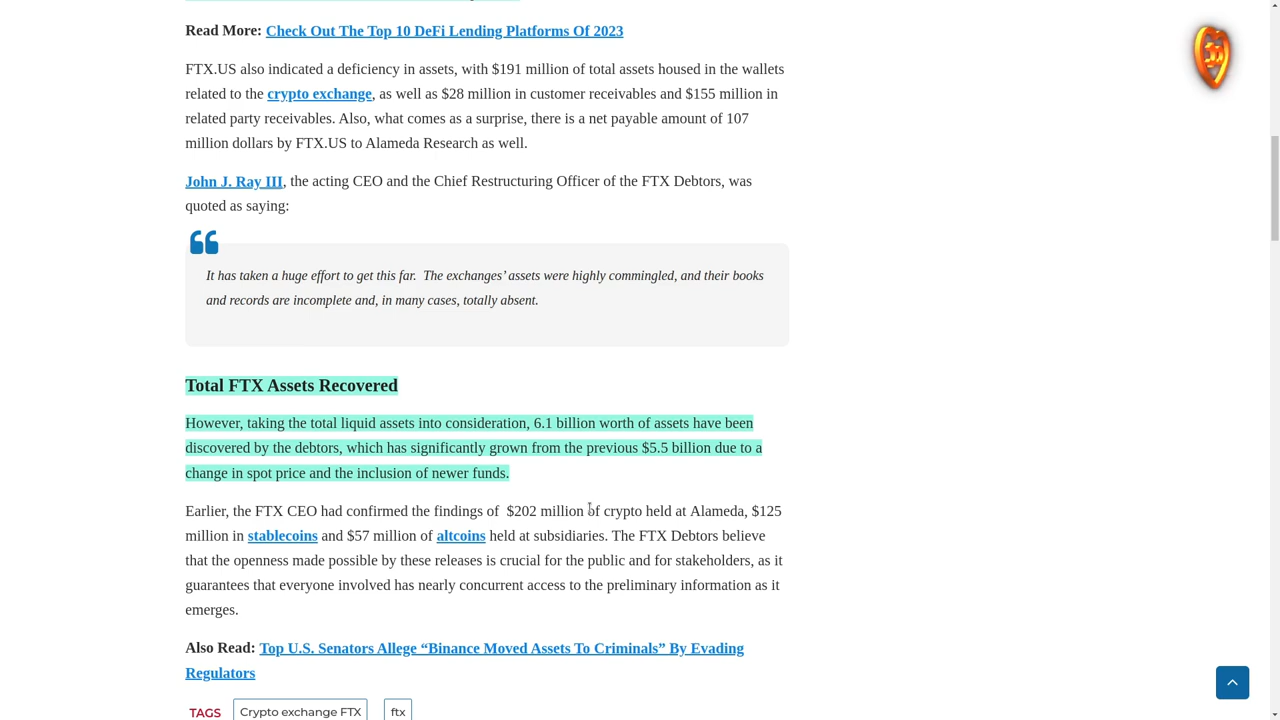 Read More: Check Out The Top 10 DeFi Lending Platforms Of 2023
FTX.US also indicated a deficiency in assets, with $191 million of total assets housed in the wallets
related to the crypto exchange, as well as $28 million in customer receivables and $155 million in
related party receivables. Also, what comes as a surprise, there is a net payable amount of 107
million dollars by FTX.US to Alameda Research as well.
John J. Ray III, the acting CEO and the Chief Restructuring Officer of the FTX Debtors, was
quoted as saying:
It has taken a huge effort to get this far.  The exchanges’ assets were highly commingled, and their books
and records are incomplete and, in many cases, totally absent.
Total FTX Assets Recovered
However, taking the total liquid assets into consideration, 6.1 billion worth of assets have been
discovered by the debtors, which has significantly grown from the previous $5.5 billion due to a
change in spot price and the inclusion of newer funds.
Earlier, the FTX CEO had confirmed the findings of  $202 million of crypto held at Alameda, $125
million in stablecoins and $57 million of altcoins held at subsidiaries. The FTX Debtors believe
that the openness made possible by these releases is crucial for the public and for stakeholders, as it
guarantees that everyone involved has nearly concurrent access to the preliminary information as it
emerges.
Also Read: Top U.S. Senators Allege “Binance Moved Assets To Criminals” By Evading
Regulators
TAGS Crypto exchange FTX ftx